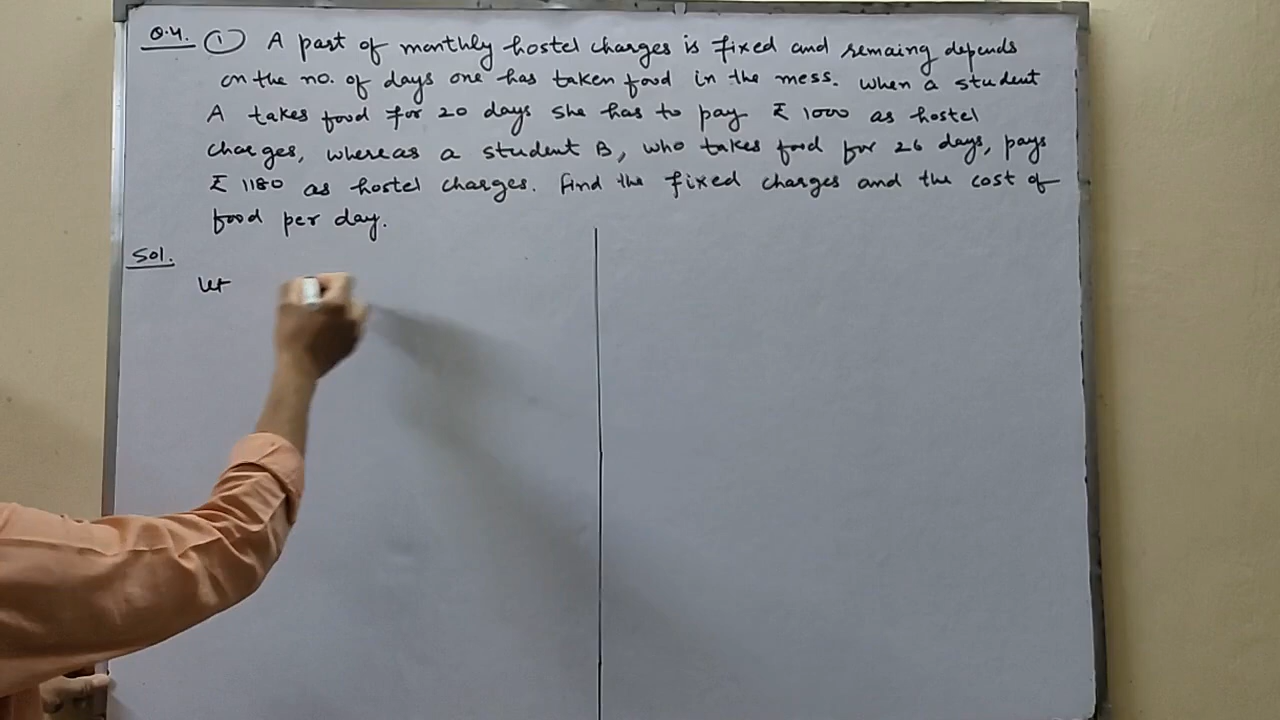 Q.4. ① A part of monthly hostel charges is fixed and remaing depends
on the no. of days one has taken food in the mess. When a student
A takes food for 20 days she has to pay ₹ 1000 as hostel
charges, whereas a student B, who takes food for 26 days, pays
₹ 1180 as hostel charges. Find the fixed charges and the cost of
food per day.
Sol.
Let